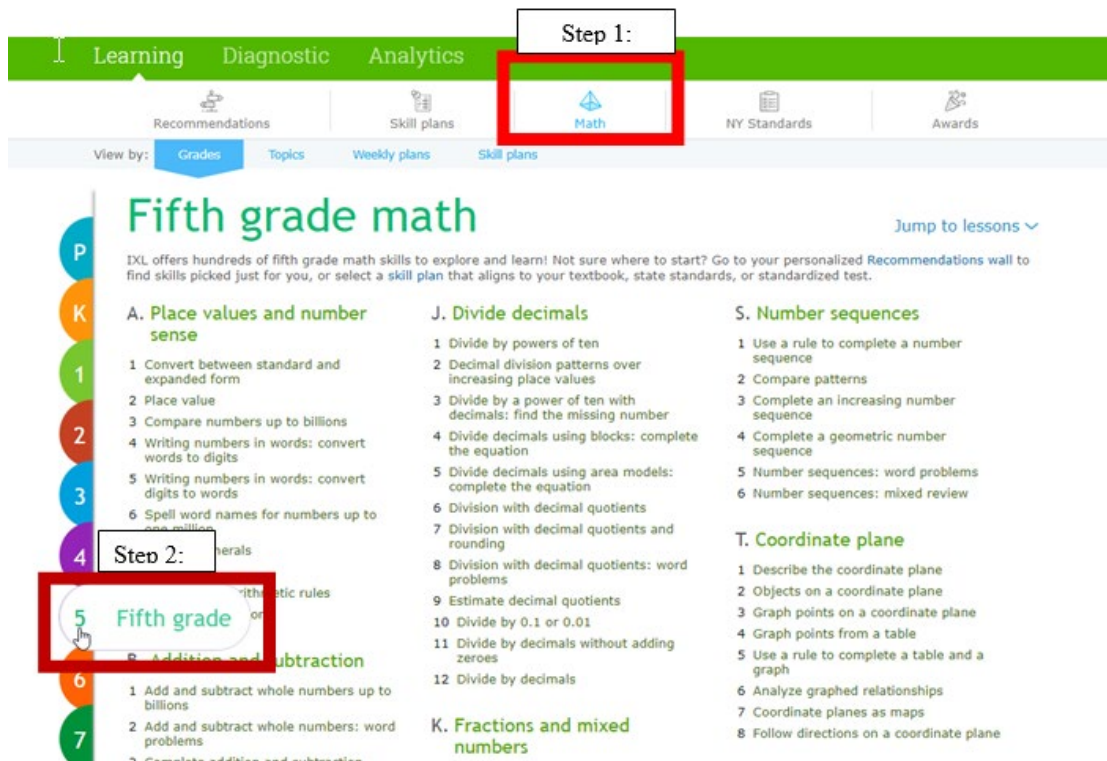 Step 1:
Learning Diagnostic Analytics
Recommendations Skill plans Math NY Standards Awards
View by: Grades Topics Weekly plans Skill plans
Fifth grade math
Jump to lessons
IXL offers hundreds of fifth grade math skills to explore and learn! Not sure where to start? Go to your personalized Recommendations wall to
find skills picked just for you, or select a skill plan that aligns to your textbook, state standards, or standardized test.
P
K
1
2
3
4
Step 2:
5 Fifth grade
6
7
A. Place values and number
sense
1 Convert between standard and
expanded form
2 Place value
3 Compare numbers up to billions
4 Writing numbers in words: convert
words to digits
5 Writing numbers in words: convert
digits to words
6 Spell word names for numbers up to
one million
B. Addition and subtraction
1 Add and subtract whole numbers up to
billions
2 Add and subtract whole numbers: word
problems
3 Complete addition and subtraction
J. Divide decimals
1 Divide by powers of ten
2 Decimal division patterns over
increasing place values
3 Divide by a power of ten with
decimals: find the missing number
4 Divide decimals using blocks: complete
the equation
5 Divide decimals using area models:
complete the equation
6 Division with decimal quotients
7 Division with decimal quotients and
rounding
8 Division with decimal quotients: word
problems
9 Estimate decimal quotients
10 Divide by 0.1 or 0.01
11 Divide by decimals without adding
zeroes
12 Divide by decimals
K. Fractions and mixed
numbers
S. Number sequences
1 Use a rule to complete a number
sequence
2 Compare patterns
3 Complete an increasing number
sequence
4 Complete a geometric number
sequence
5 Number sequences: word problems
6 Number sequences: mixed review
T. Coordinate plane
1 Describe the coordinate plane
2 Objects on a coordinate plane
3 Graph points on a coordinate plane
4 Graph points from a table
5 Use a rule to complete a table and a
graph
6 Analyze graphed relationships
7 Coordinate planes as maps
8 Follow directions on a coordinate plane